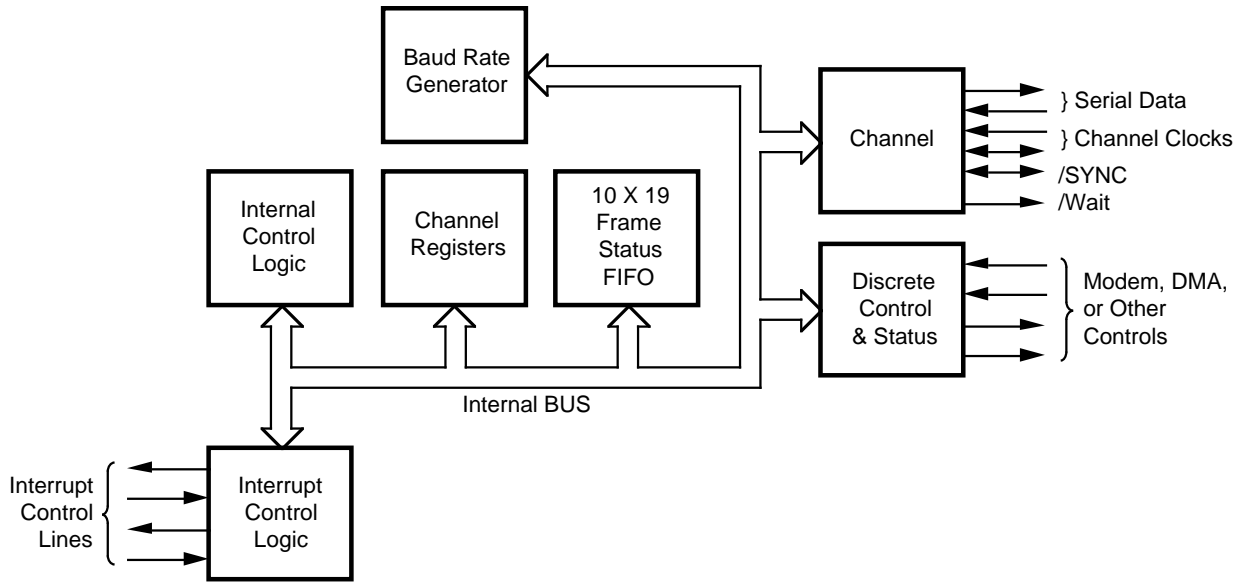 Baud Rate
Generator
Channel
} Serial Data
} Channel Clocks
/SYNC
/Wait
Internal
Control
Logic
Channel
Registers
10 X 19
Frame
Status
FIFO
Discrete
Control
& Status
Modem, DMA,
or Other
Controls
Internal BUS
Interrupt
Control
Lines
Interrupt
Control
Logic